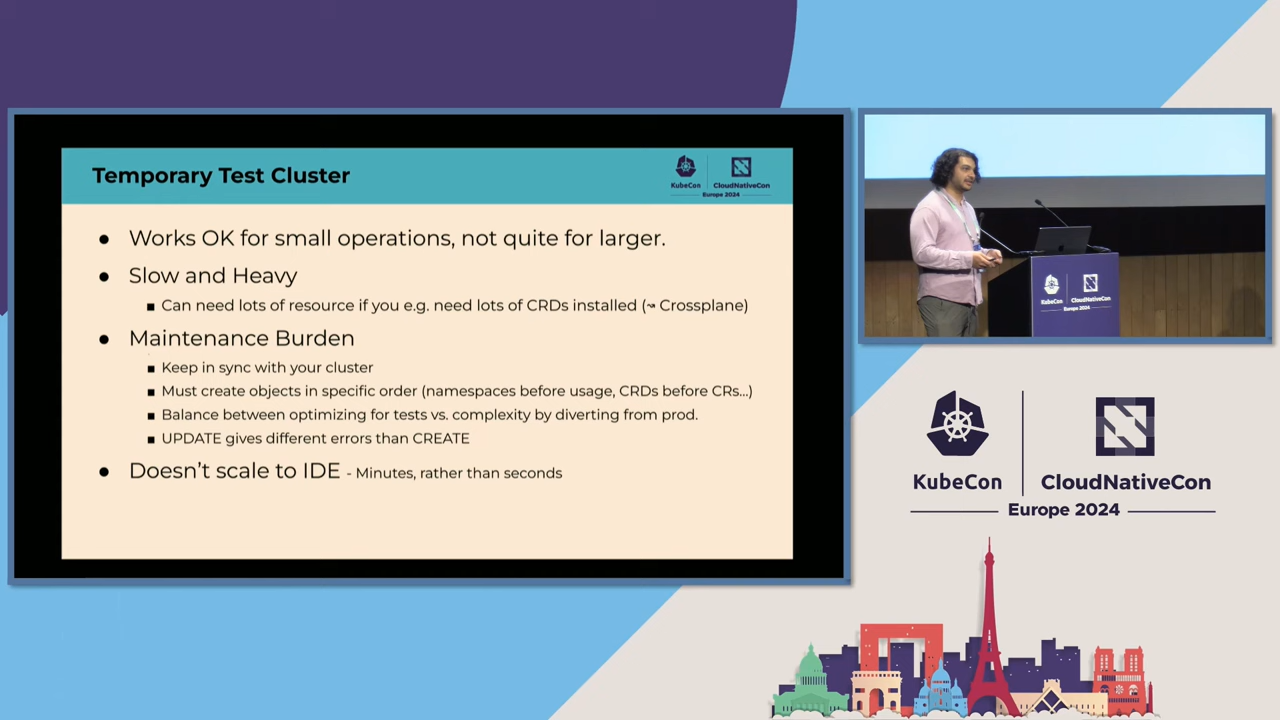 Temporary Test Cluster
KubeCon
CloudNativeCon
Europe 2024
● Works OK for small operations, not quite for larger.
● Slow and Heavy
■ Can need lots of resource if you e.g. need lots of CRDs installed (↝ Crossplane)
● Maintenance Burden
■ Keep in sync with your cluster
■ Must create objects in specific order (namespaces before usage, CRDs before CRs...)
■ Balance between optimizing for tests vs. complexity by diverting from prod.
■ UPDATE gives different errors than CREATE
● Doesn't scale to IDE - Minutes, rather than seconds
KubeCon
CloudNativeCon
Europe 2024
KubeCon
CloudNativeCon
Europe 2024